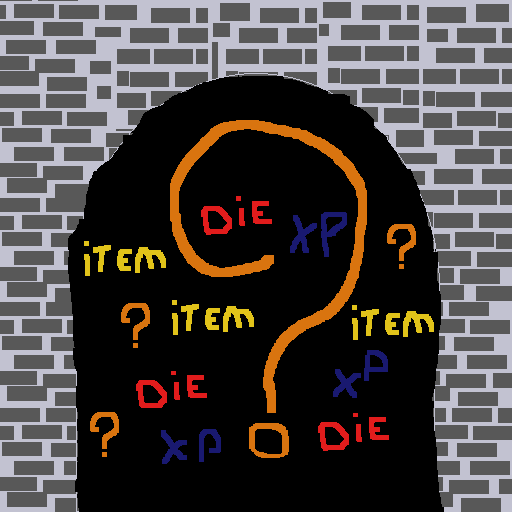 ?
DiE
XP
?
iTEM
? iTEM iTEM
XP
DiE
? XP DiE